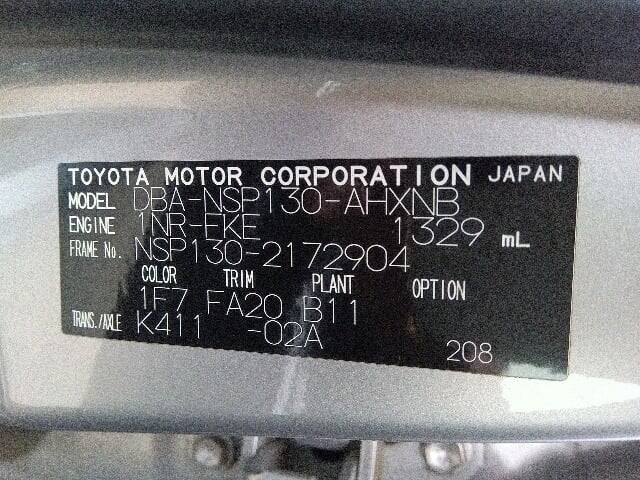 TOYOTA MOTOR CORPORATION JAPAN
MODEL DBA-NSP130-AHXNB
ENGINE 1NR-FKE 1329 mL
FRAME No. NSP130-2172904
COLOR TRIM PLANT OPTION
1F7 FA20 B11
TRANS./AXLE K411 -02A
208